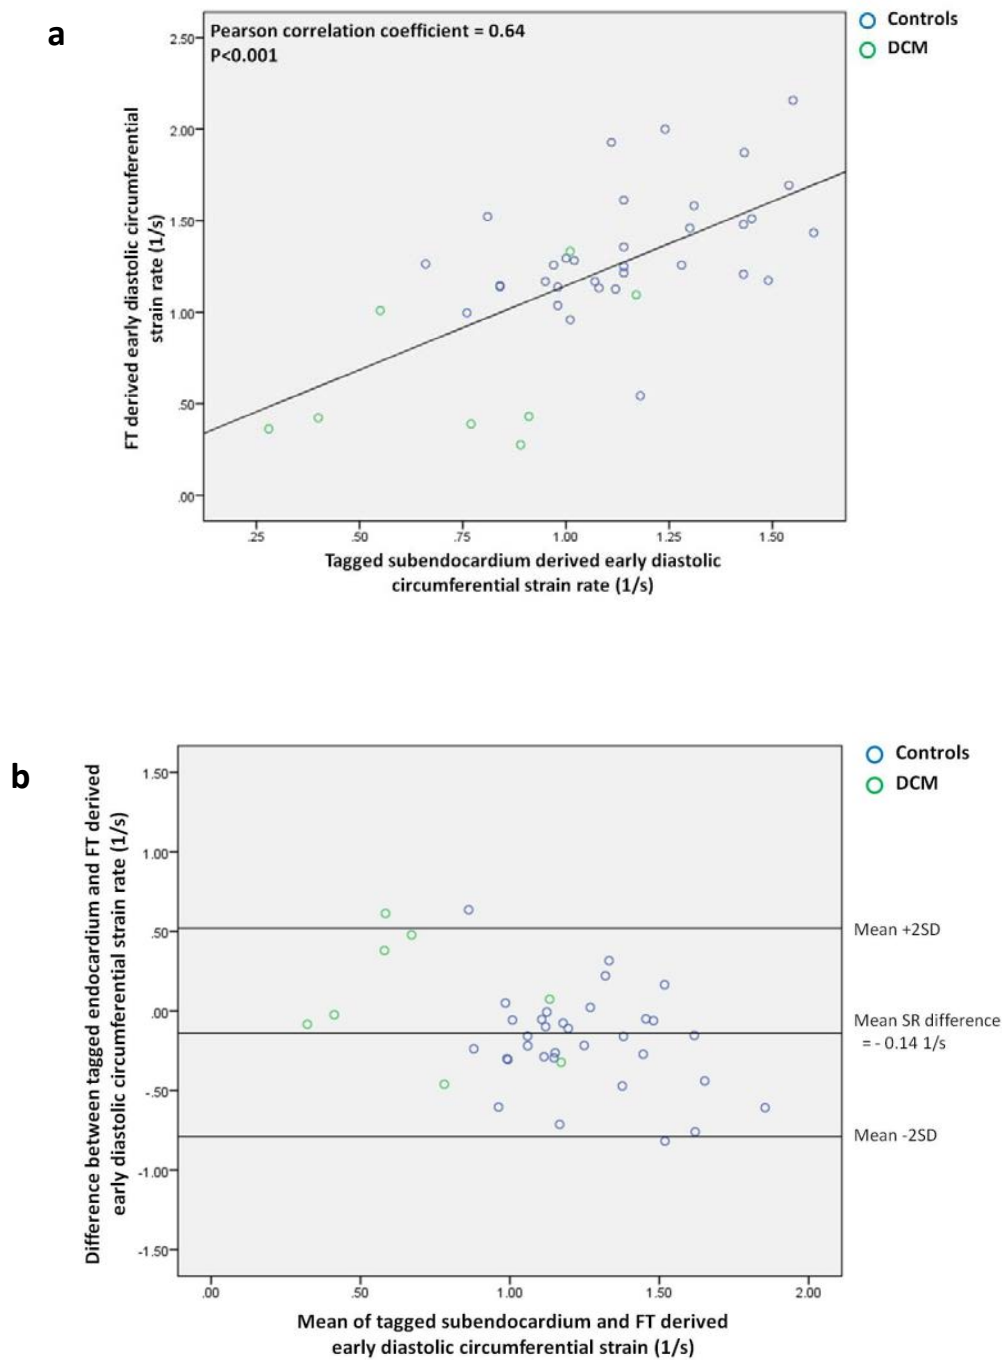 a
Pearson correlation coefficient = 0.64
P<0.001
Controls
DCM
FT derived early diastolic circumferential
strain rate (1/s)
2.50
2.00
1.50
1.00
.50
.00
.25
.50
.75
1.00
1.25
1.50
Tagged subendocardium derived early diastolic
circumferential strain rate (1/s)
b
Controls
DCM
Difference between tagged endocardium and FT derived
early diastolic circumferential strain rate (1/s)
1.50
1.00
.50
.00
-.50
-1.00
-1.50
Mean +2SD
Mean SR difference
= - 0.14 1/s
Mean -2SD
.00
.50
1.00
1.50
2.00
Mean of tagged subendocardium and FT derived
early diastolic circumferential strain (1/s)